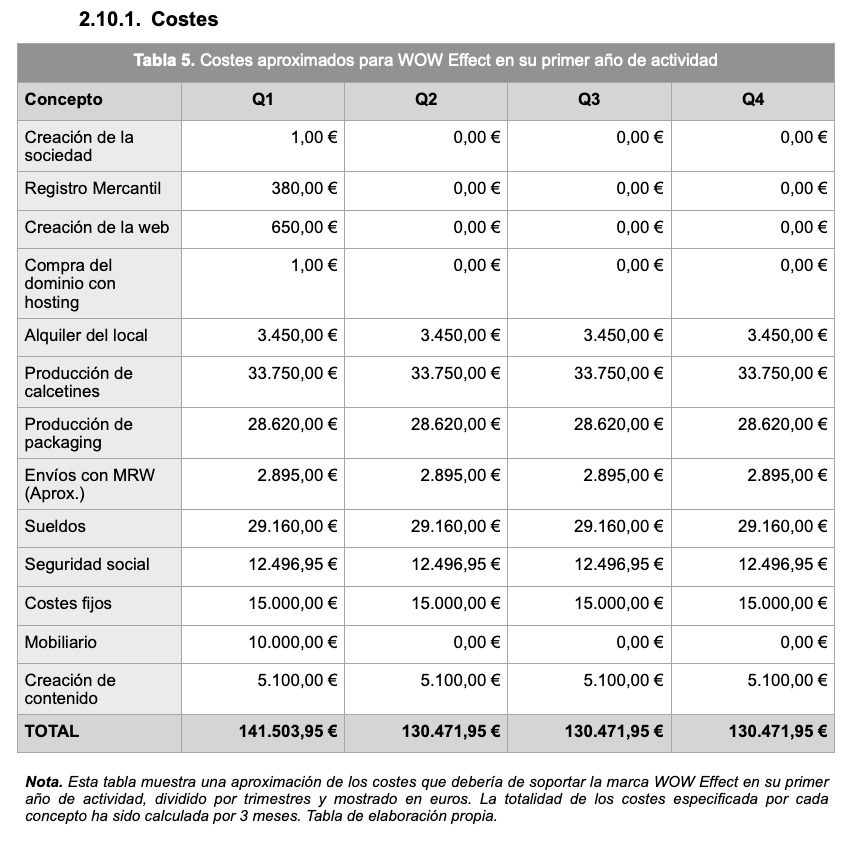 2.10.1. Costes
Tabla 5. Costes aproximados para WOW Effect en su primer año de actividad
Concepto Q1 Q2 Q3 Q4
Creación de la
sociedad 1,00 € 0,00 € 0,00 € 0,00 €
Registro Mercantil 380,00 € 0,00 € 0,00 € 0,00 €
Creación de la web 650,00 € 0,00 € 0,00 € 0,00 €
Compra del
dominio con
hosting 1,00 € 0,00 € 0,00 € 0,00 €
Alquiler del local 3.450,00 € 3.450,00 € 3.450,00 € 3.450,00 €
Producción de
calcetines 33.750,00 € 33.750,00 € 33.750,00 € 33.750,00 €
Producción de
packaging 28.620,00 € 28.620,00 € 28.620,00 € 28.620,00 €
Envíos con MRW
(Aprox.) 2.895,00 € 2.895,00 € 2.895,00 € 2.895,00 €
Sueldos 29.160,00 € 29.160,00 € 29.160,00 € 29.160,00 €
Seguridad social 12.496,95 € 12.496,95 € 12.496,95 € 12.496,95 €
Costes fijos 15.000,00 € 15.000,00 € 15.000,00 € 15.000,00 €
Mobiliario 10.000,00 € 0,00 € 0,00 € 0,00 €
Creación de
contenido 5.100,00 € 5.100,00 € 5.100,00 € 5.100,00 €
TOTAL 141.503,95 € 130.471,95 € 130.471,95 € 130.471,95 €
Nota. Esta tabla muestra una aproximación de los costes que debería de soportar la marca WOW Effect en su primer
año de actividad, dividido por trimestres y mostrado en euros. La totalidad de los costes especificada por cada
concepto ha sido calculada por 3 meses. Tabla de elaboración propia.